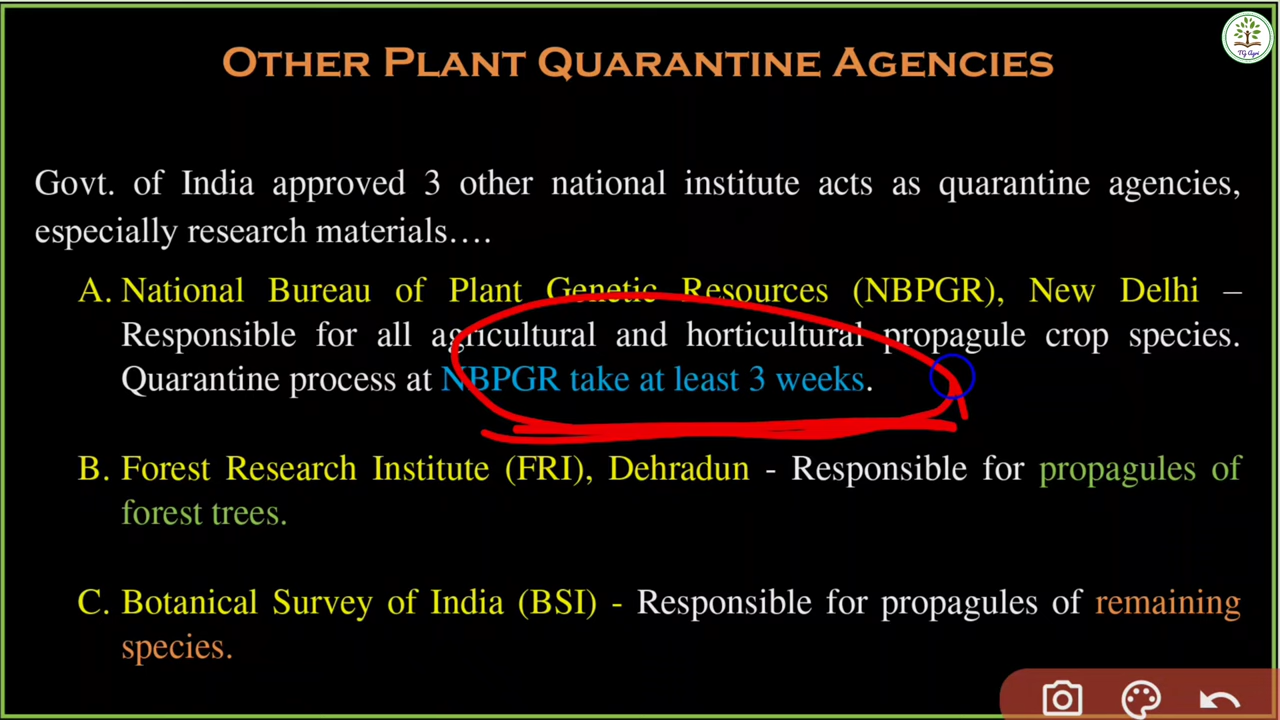 TG Agri
OTHER PLANT QUARANTINE AGENCIES
Govt. of India approved 3 other national institute acts as quarantine agencies,
especially research materials….
A. National Bureau of Plant Genetic Resources (NBPGR), New Delhi –
Responsible for all agricultural and horticultural propagule crop species.
Quarantine process at NBPGR take at least 3 weeks.
B. Forest Research Institute (FRI), Dehradun - Responsible for propagules of
forest trees.
C. Botanical Survey of India (BSI) - Responsible for propagules of remaining
species.